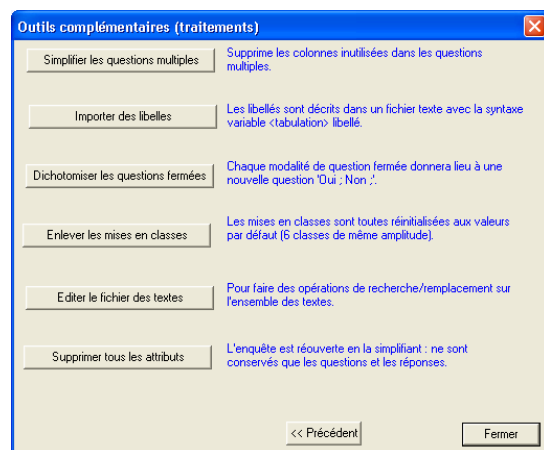 Outils complémentaires (traitements)
Simplifier les questions multiples
Supprime les colonnes inutilisées dans les questions
multiples.
Importer des libelles
Les libellés sont décrits dans un fichier texte avec la syntaxe
variable <tabulation> libellé.
Dichotomiser les questions fermées
Chaque modalité de question fermée donnera lieu à une
nouvelle question 'Oui ; Non ;'.
Enlever les mises en classes
Les mises en classes sont toutes réinitialisées aux valeurs
par défaut (6 classes de même amplitude).
Editer le fichier des textes
Pour faire des opérations de recherche/remplacement sur
l'ensemble des textes.
Supprimer tous les attributs
L'enquête est réouverte en la simplifiant : ne sont
conservés que les questions et les réponses.
<< Précédent
Fermer